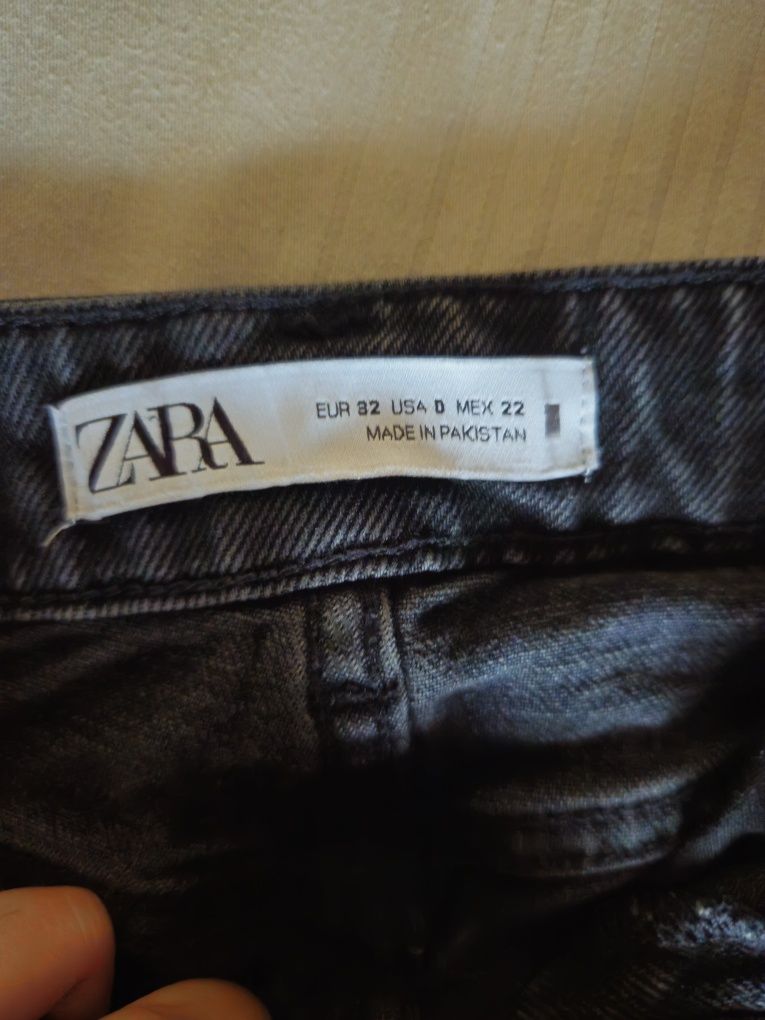 ZARA
EUR 32 USA 0 MEX 22
MADE IN PAKISTAN